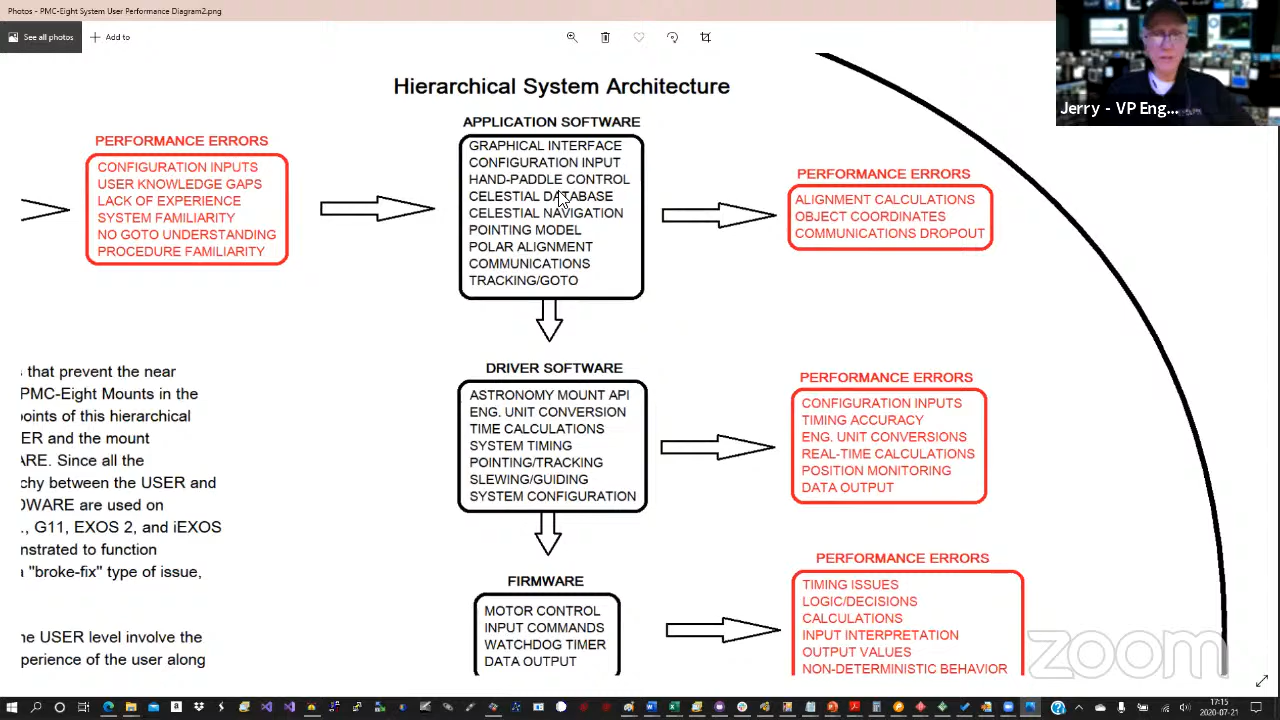 Photos - PMC-Eight System User Performance Diagram2.png
See all photos
Add to
Jerry - VP Eng...
Hierarchical System Architecture
PERFORMANCE ERRORS
CONFIGURATION INPUTS
USER KNOWLEDGE GAPS
LACK OF EXPERIENCE
SYSTEM FAMILIARITY
NO GOTO UNDERSTANDING
PROCEDURE FAMILIARITY
APPLICATION SOFTWARE
GRAPHICAL INTERFACE
CONFIGURATION INPUT
HAND-PADDLE CONTROL
CELESTIAL DATABASE
CELESTIAL NAVIGATION
POINTING MODEL
POLAR ALIGNMENT
COMMUNICATIONS
TRACKING/GOTO
PERFORMANCE ERRORS
ALIGNMENT CALCULATIONS
OBJECT COORDINATES
COMMUNICATIONS DROPOUT
that prevent the near
PMC-Eight Mounts in the
points of this hierarchical
ER and the mount
ARE. Since all the
chy between the USER and
DWARE are used on
., G11, EXOS 2, and iEXOS
nstrated to function
a "broke-fix" type of issue,
he USER level involve the
perience of the user along
DRIVER SOFTWARE
ASTRONOMY MOUNT API
ENG. UNIT CONVERSION
TIME CALCULATIONS
SYSTEM TIMING
POINTING/TRACKING
SLEWING/GUIDING
SYSTEM CONFIGURATION
PERFORMANCE ERRORS
CONFIGURATION INPUTS
TIMING ACCURACY
ENG. UNIT CONVERSIONS
REAL-TIME CALCULATIONS
POSITION MONITORING
DATA OUTPUT
FIRMWARE
MOTOR CONTROL
INPUT COMMANDS
WATCHDOG TIMER
DATA OUTPUT
PERFORMANCE ERRORS
TIMING ISSUES
LOGIC/DECISIONS
CALCULATIONS
INPUT INTERPRETATION
OUTPUT VALUES
NON-DETERMINISTIC BEHAVIOR
zoom
17:15
2020-07-21